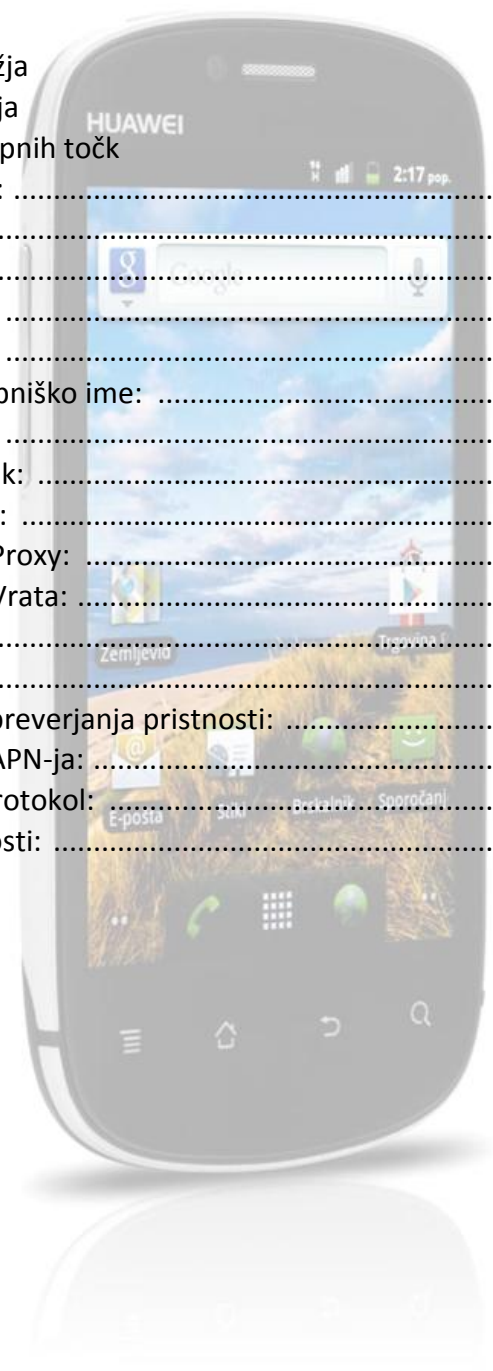 žja
ja
HUAWEI
pnih točk
2:17 pop.
: ..........................................................................
..........................................................................
Google
..........................................................................
..........................................................................
..........................................................................
oniško ime: ..........................................................................
..........................................................................
k: ..........................................................................
: ..........................................................................
Proxy: ..........................................................................
Vrata: ..........................................................................
..........................................................................
Zemljevid
Trgovina
..........................................................................
preverjanja pristnosti: ..........................................................................
APN-ja: ..........................................................................
rotokol: ..........................................................................
E-pošta Stiki Brskalnik Sporočanj
osti: ..........................................................................